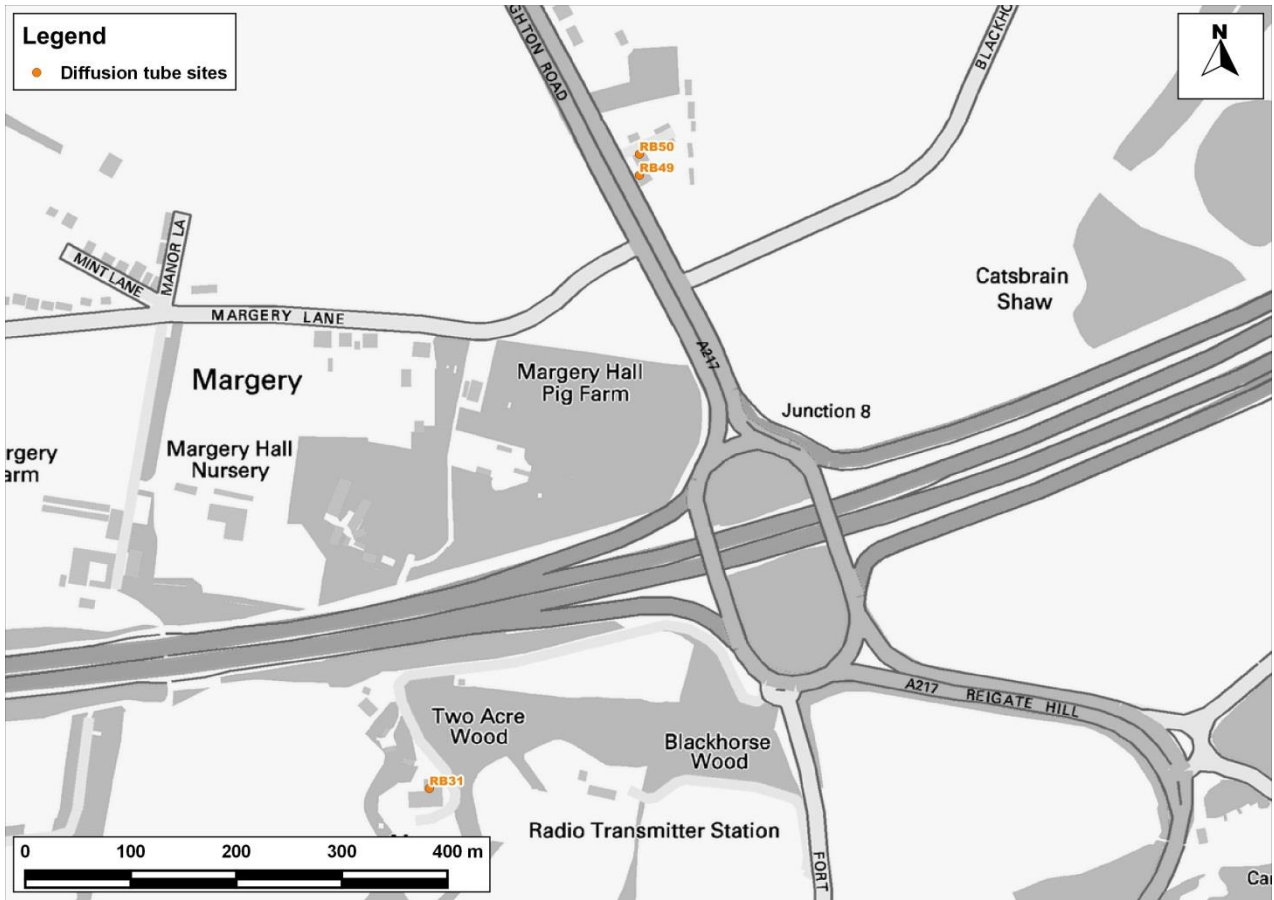 Legend
Diffusion tube sites
N
GHTON ROAD
BLACKHO
RB50
RB49
MINT LANE
MANOR LA
MARGERY LANE
Catsbrain
Shaw
A217
Margery
Margery Hall
Pig Farm
Junction 8
Margery Hall
Nursery
rgery
arm
A217 REIGATE HILL
Two Acre
Wood
Blackhorse
Wood
RB31
Radio Transmitter Station
FORT
0 100 200 300 400 m
Ca